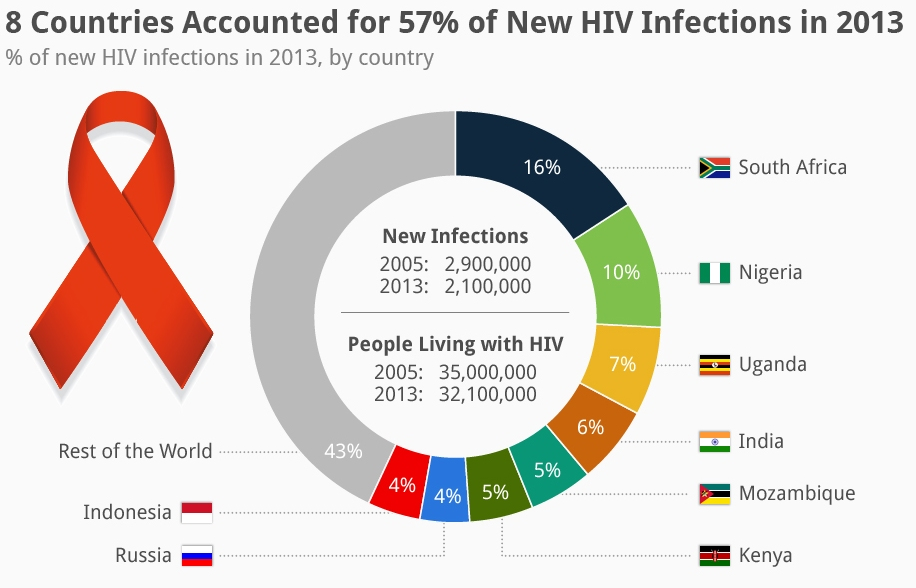 8 Countries Accounted for 57% of New HIV Infections in 2013
% of new HIV infections in 2013, by country
16%
South Africa
10%
Nigeria
7%
Uganda
6%
India
5%
Mozambique
5%
Kenya
4%
Russia
4%
Indonesia
43%
Rest of the World
New Infections
2005: 2,900,000
2013: 2,100,000
People Living with HIV
2005: 35,000,000
2013: 32,100,000